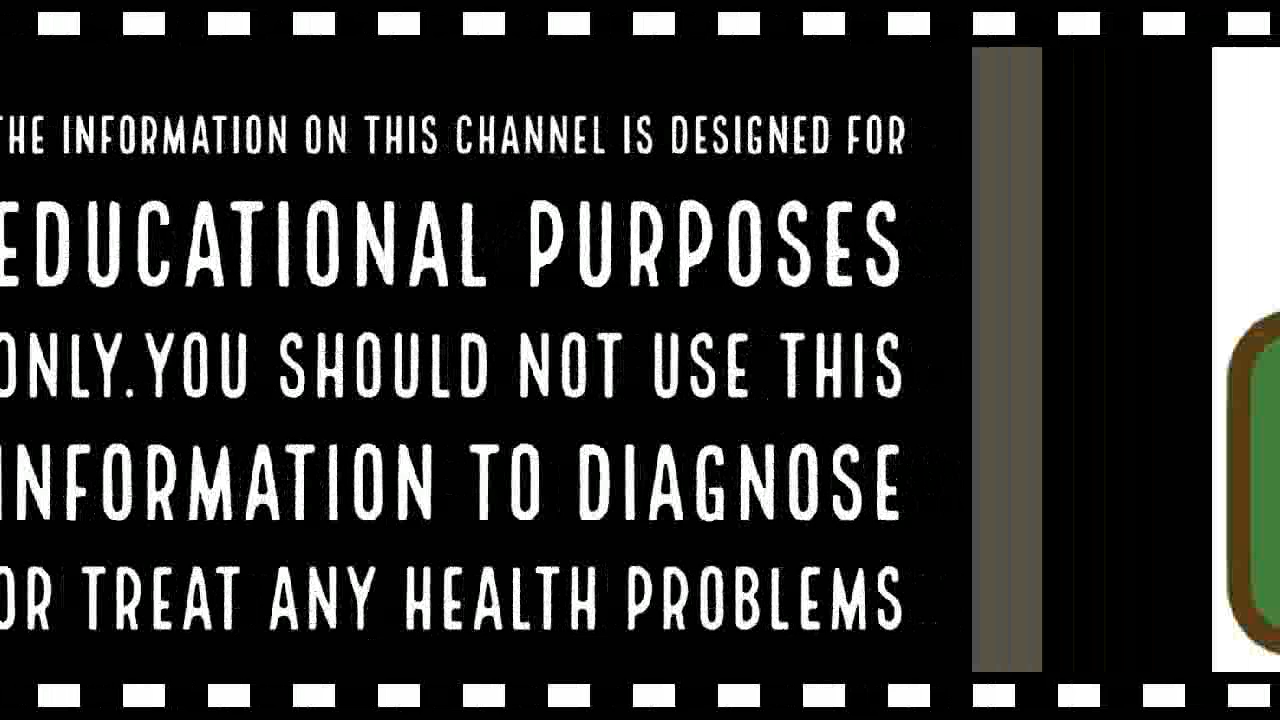 THE INFORMATION ON THIS CHANNEL IS DESIGNED FOR
EDUCATIONAL PURPOSES
ONLY.YOU SHOULD NOT USE THIS
INFORMATION TO DIAGNOSE
OR TREAT ANY HEALTH PROBLEMS